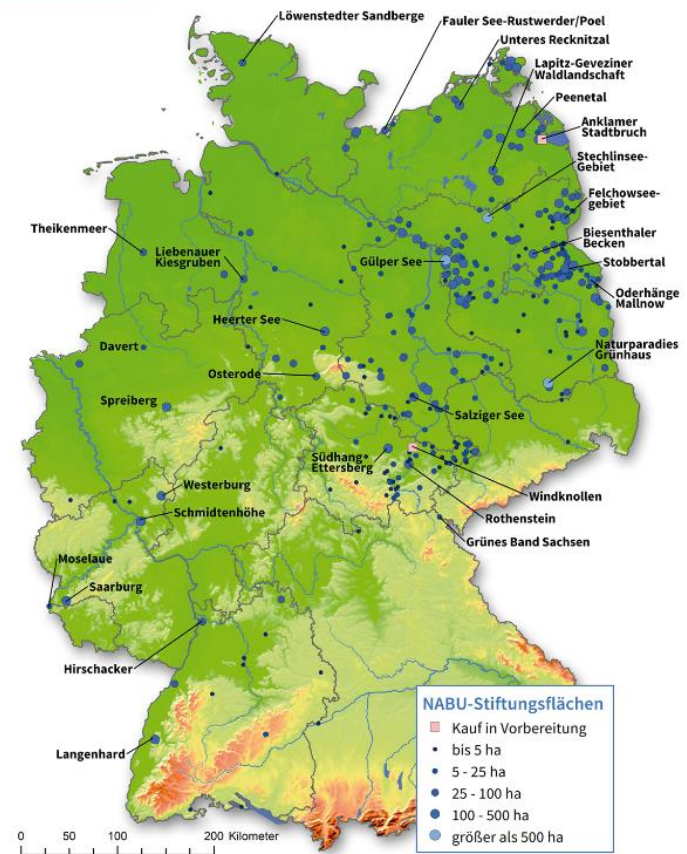 Löwenstedter Sandberge
Fauler See-Rustwerder/Poel
Unteres Recknitzal
Lapitz-Geveziner
Waldlandschaft
Peenetal
Anklamer
Stadtbruch
Stechlinsee-
Gebiet
Felchowsee-
gebiet
Theikenmeer
Liebenauer
Kiesgruben
Gülper See
Biesenthaler
Becken
Stobbertal
Oderhänge
Mallnow
Heerter See
Davert
Osterode
Naturparadies
Grünhaus
Spreiberg
Salziger See
Südhang-
Ettersberg
Westerburg
Windknollen
Schmidtenhöhe
Rothenstein
Grünes Band Sachsen
Moselaue
Saarburg
Hirschacker
Langenhard
NABU-Stiftungsflächen
Kauf in Vorbereitung
bis 5 ha
5 - 25 ha
25 - 100 ha
100 - 500 ha
größer als 500 ha
0 50 100 200 Kilometer